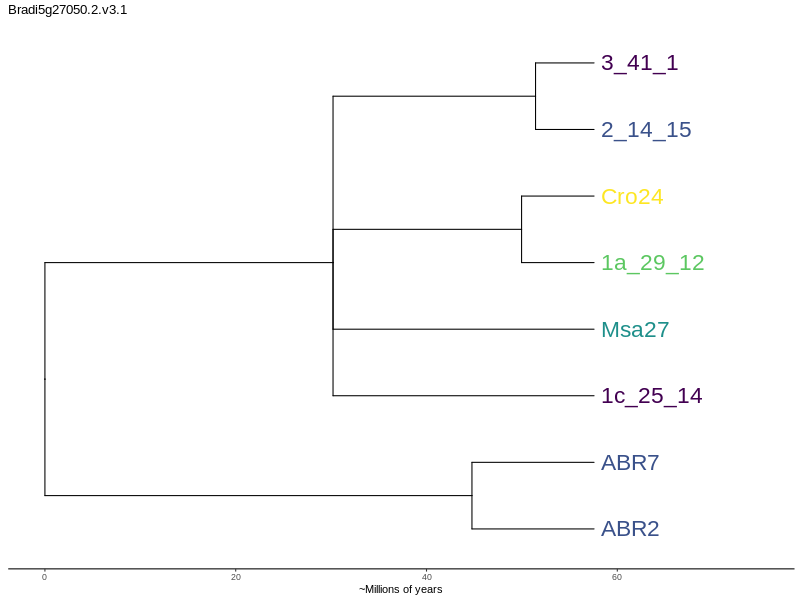 Bradi5g27050.2.v3.1
3_41_1
2_14_15
Cro24
1a_29_12
Msa27
1c_25_14
ABR7
ABR2
0 20 40 60
~Millions of years